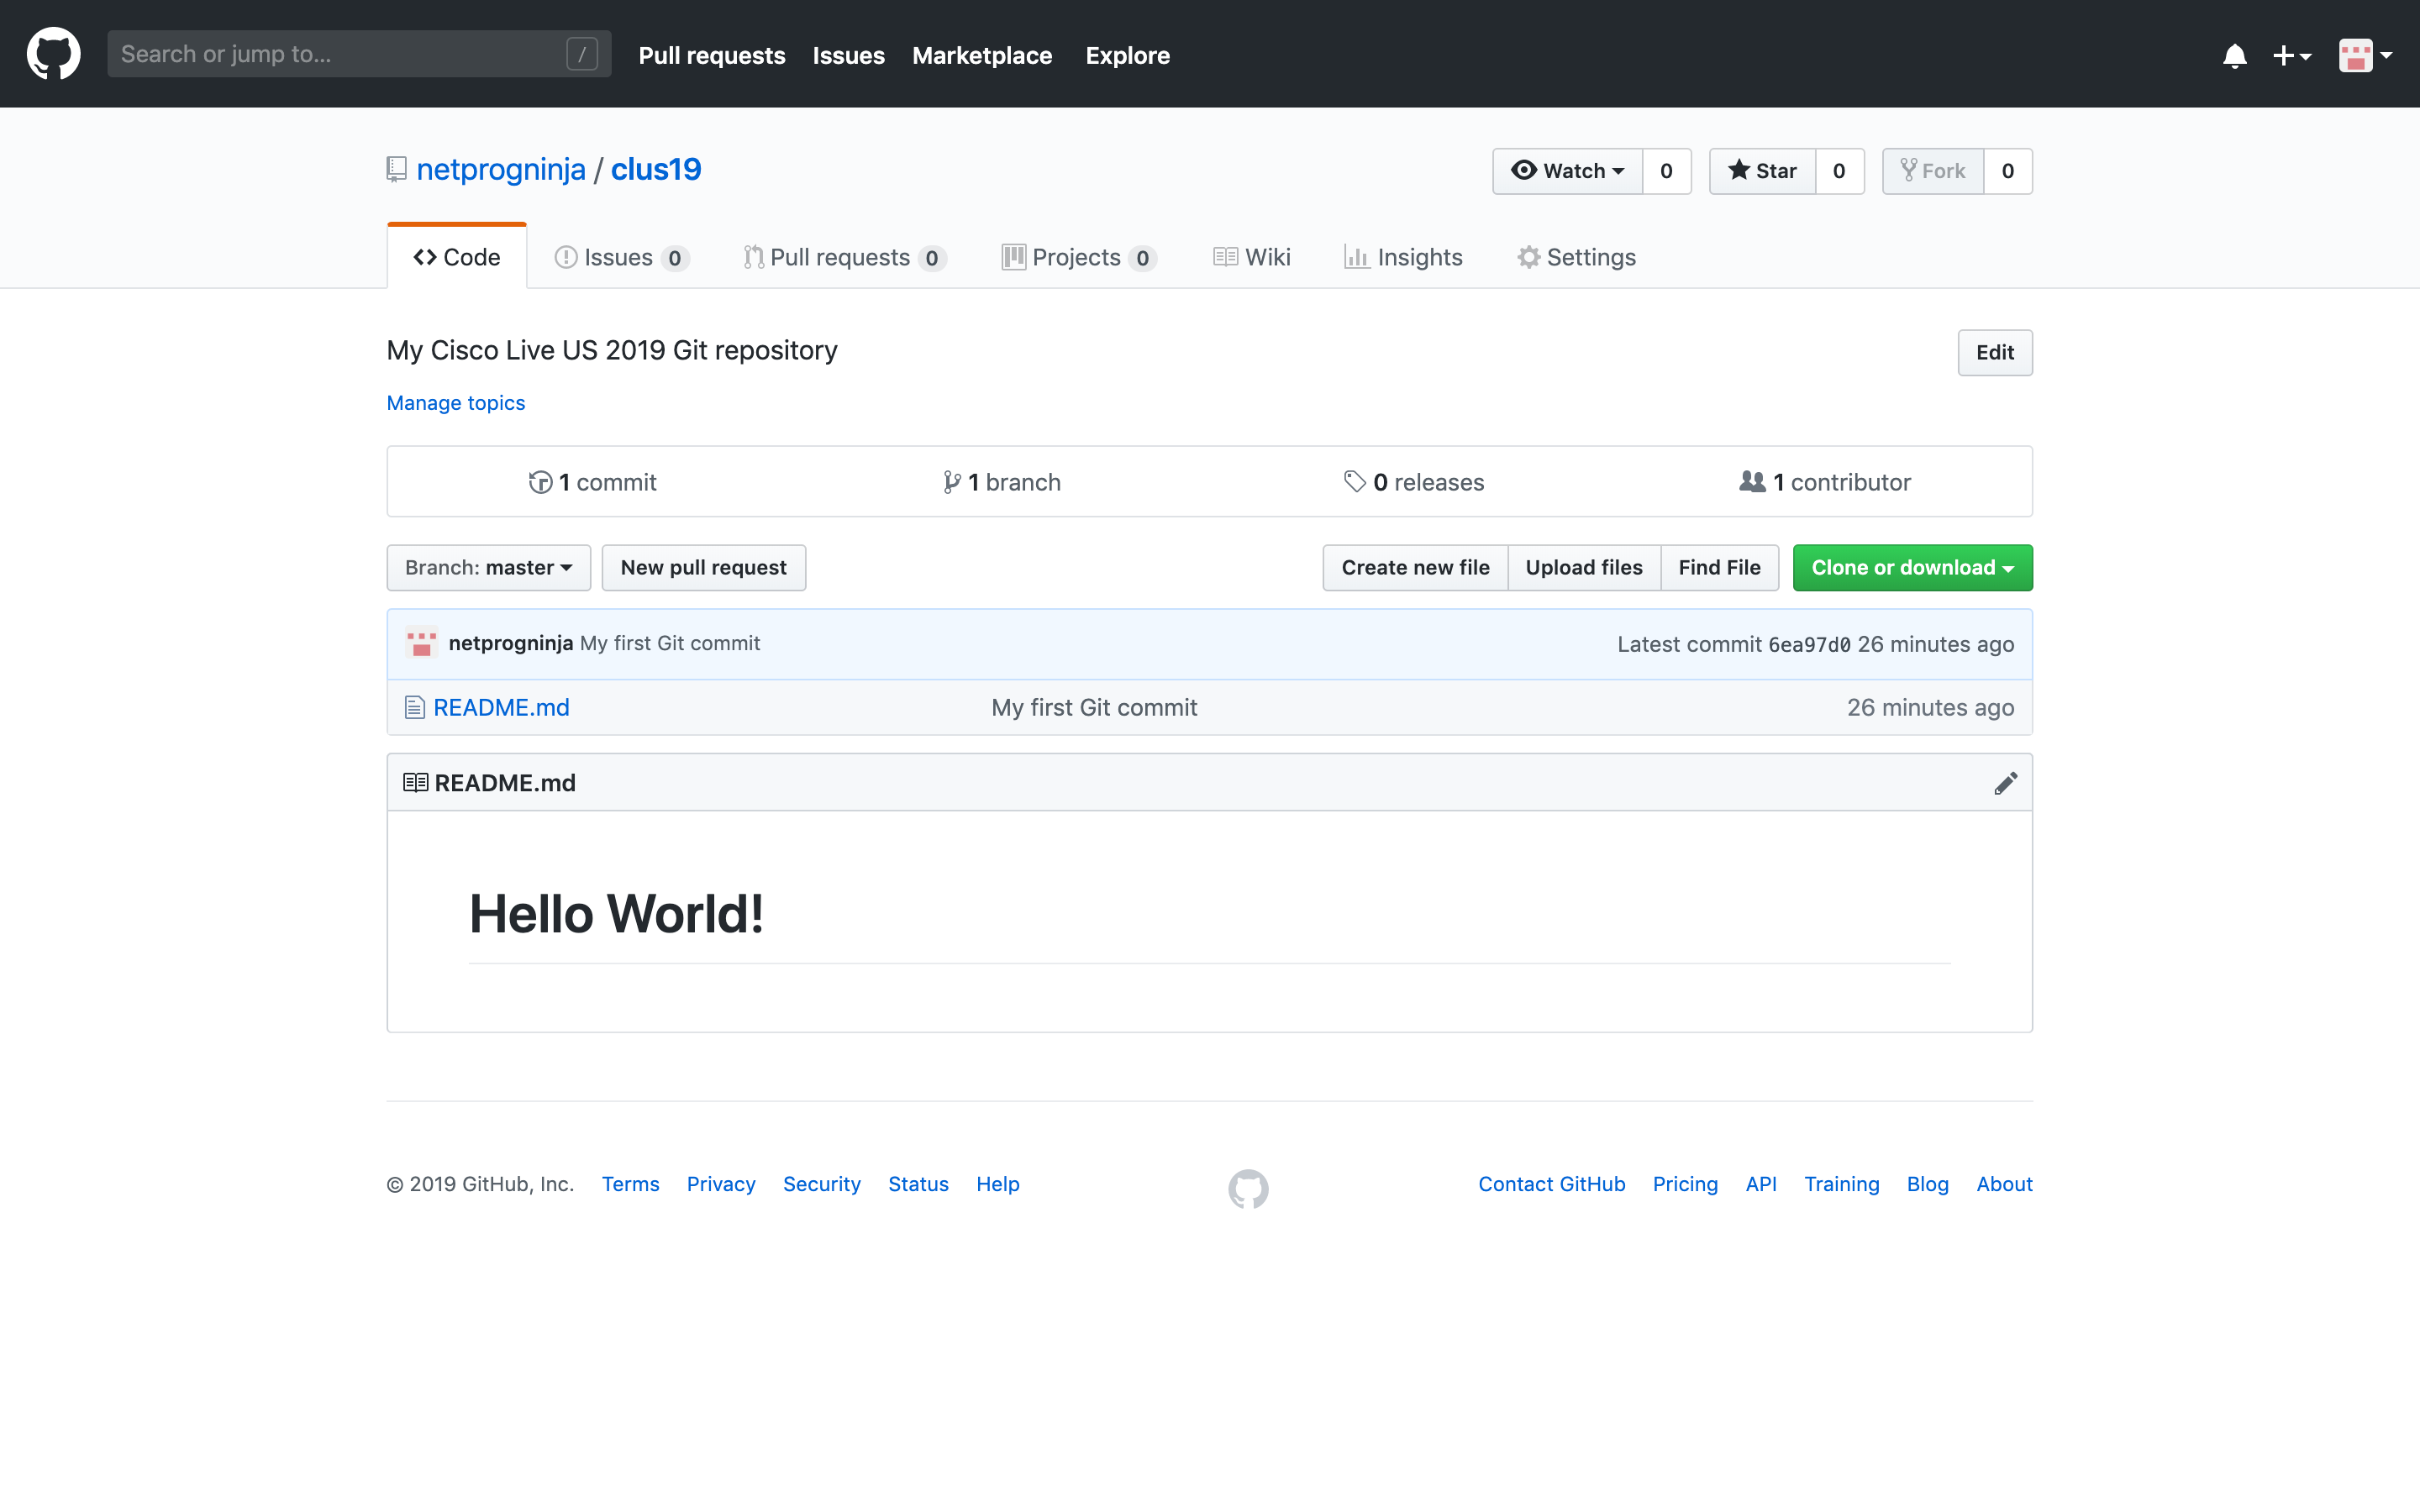 Search or jump to... /
Pull requests Issues Marketplace Explore
netprogninja / clus19
Watch 0 Star 0 Fork 0
Code Issues 0 Pull requests 0 Projects 0 Wiki Insights Settings
My Cisco Live US 2019 Git repository
Edit
Manage topics
1 commit 1 branch 0 releases 1 contributor
Branch: master New pull request Create new file Upload files Find File Clone or download
netprogninja My first Git commit Latest commit 6ea97d0 26 minutes ago
README.md My first Git commit 26 minutes ago
README.md
Hello World!
© 2019 GitHub, Inc. Terms Privacy Security Status Help Contact GitHub Pricing API Training Blog About